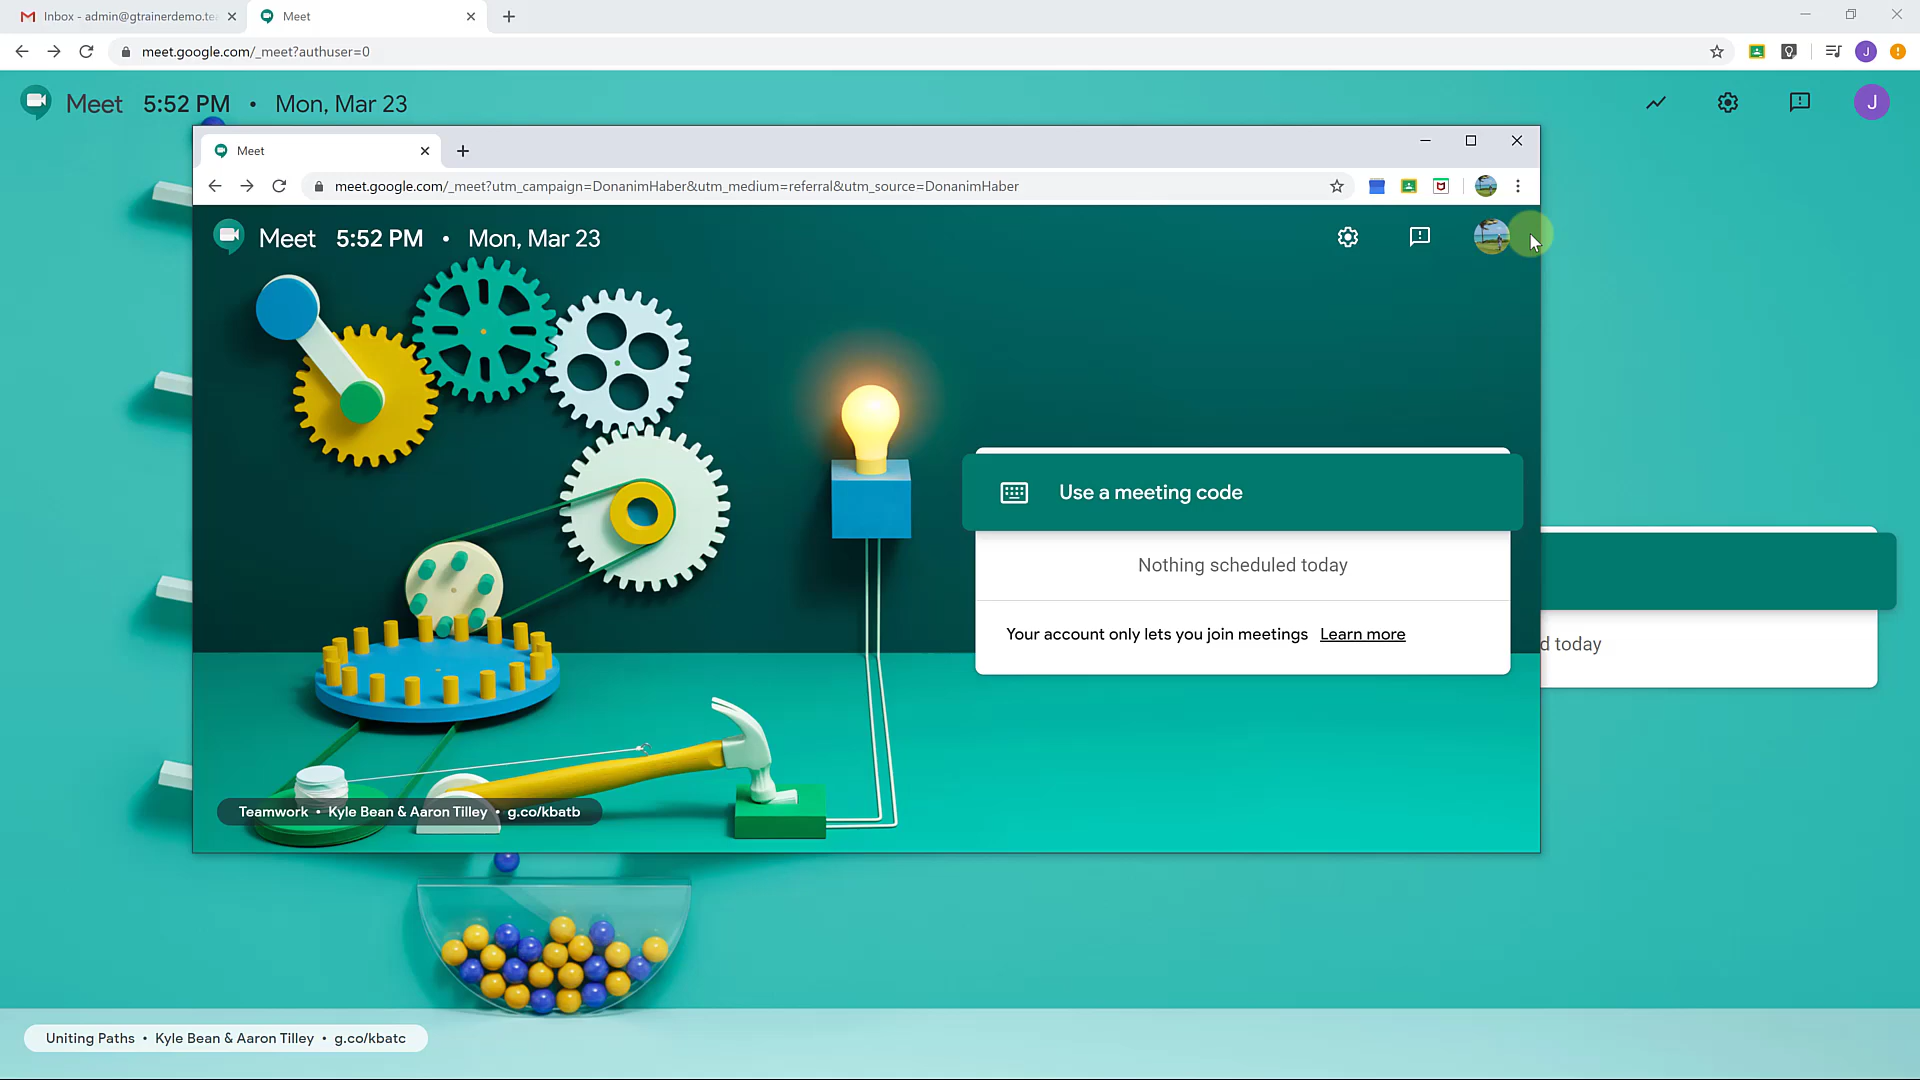 Inbox - admin@gtrainerdemo.te
Meet
meet.google.com/_meet?authuser=0
J
Meet 5:52 PM • Mon, Mar 23
J
Meet
meet.google.com/_meet?utm_campaign=DonanimHaber&utm_medium=referral&utm_source=DonanimHaber
Meet 5:52 PM • Mon, Mar 23
Use a meeting code
Nothing scheduled today
Your account only lets you join meetings Learn more
d today
Teamwork • Kyle Bean & Aaron Tilley • g.co/kbatb
Uniting Paths • Kyle Bean & Aaron Tilley • g.co/kbatc